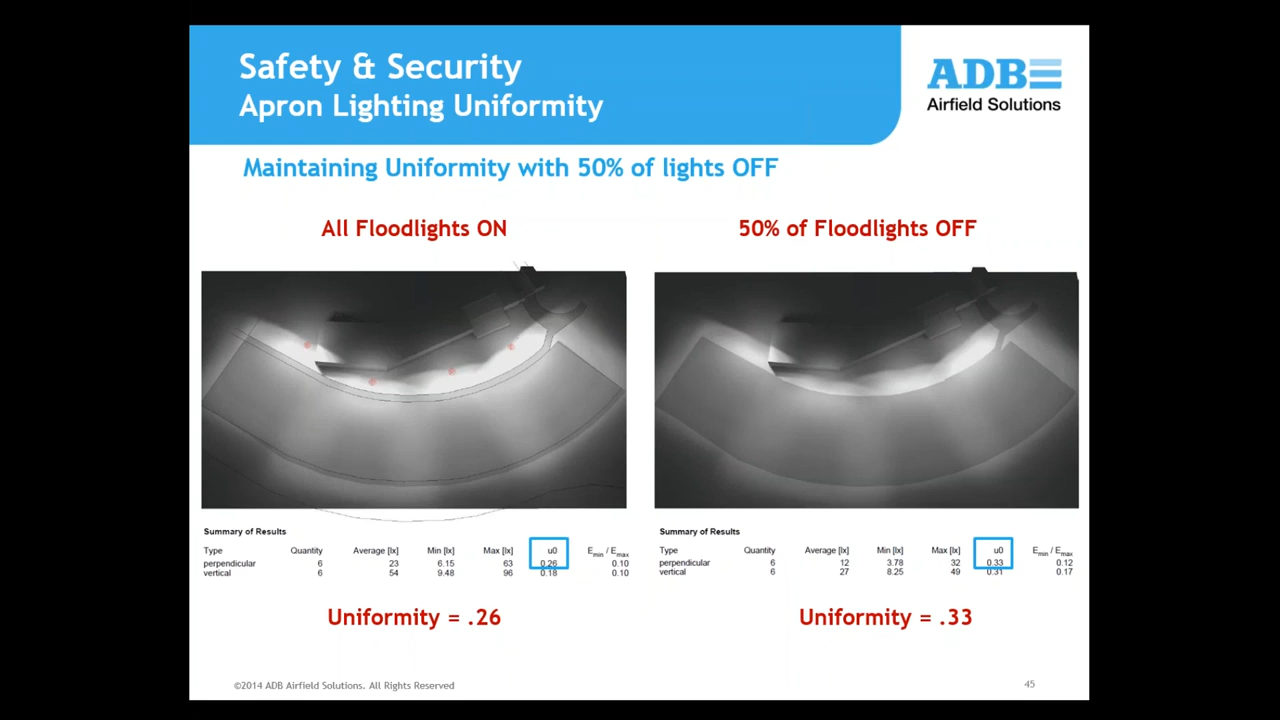 Safety & Security
Apron Lighting Uniformity
ADB
Airfield Solutions
Maintaining Uniformity with 50% of lights OFF
All Floodlights ON
50% of Floodlights OFF
Summary of Results
Type Quantity Average [lx] Min [lx] Max [lx] u0 Emin / Emax
perpendicular 6 23 6.15 63 0.26 0.10
vertical 6 54 9.48 96 0.18 0.10
Summary of Results
Type Quantity Average [lx] Min [lx] Max [lx] u0 Emin / Emax
perpendicular 6 12 3.78 32 0.33 0.12
vertical 6 27 8.25 49 0.31 0.17
Uniformity = .26
Uniformity = .33
©2014 ADB Airfield Solutions. All Rights Reserved
45